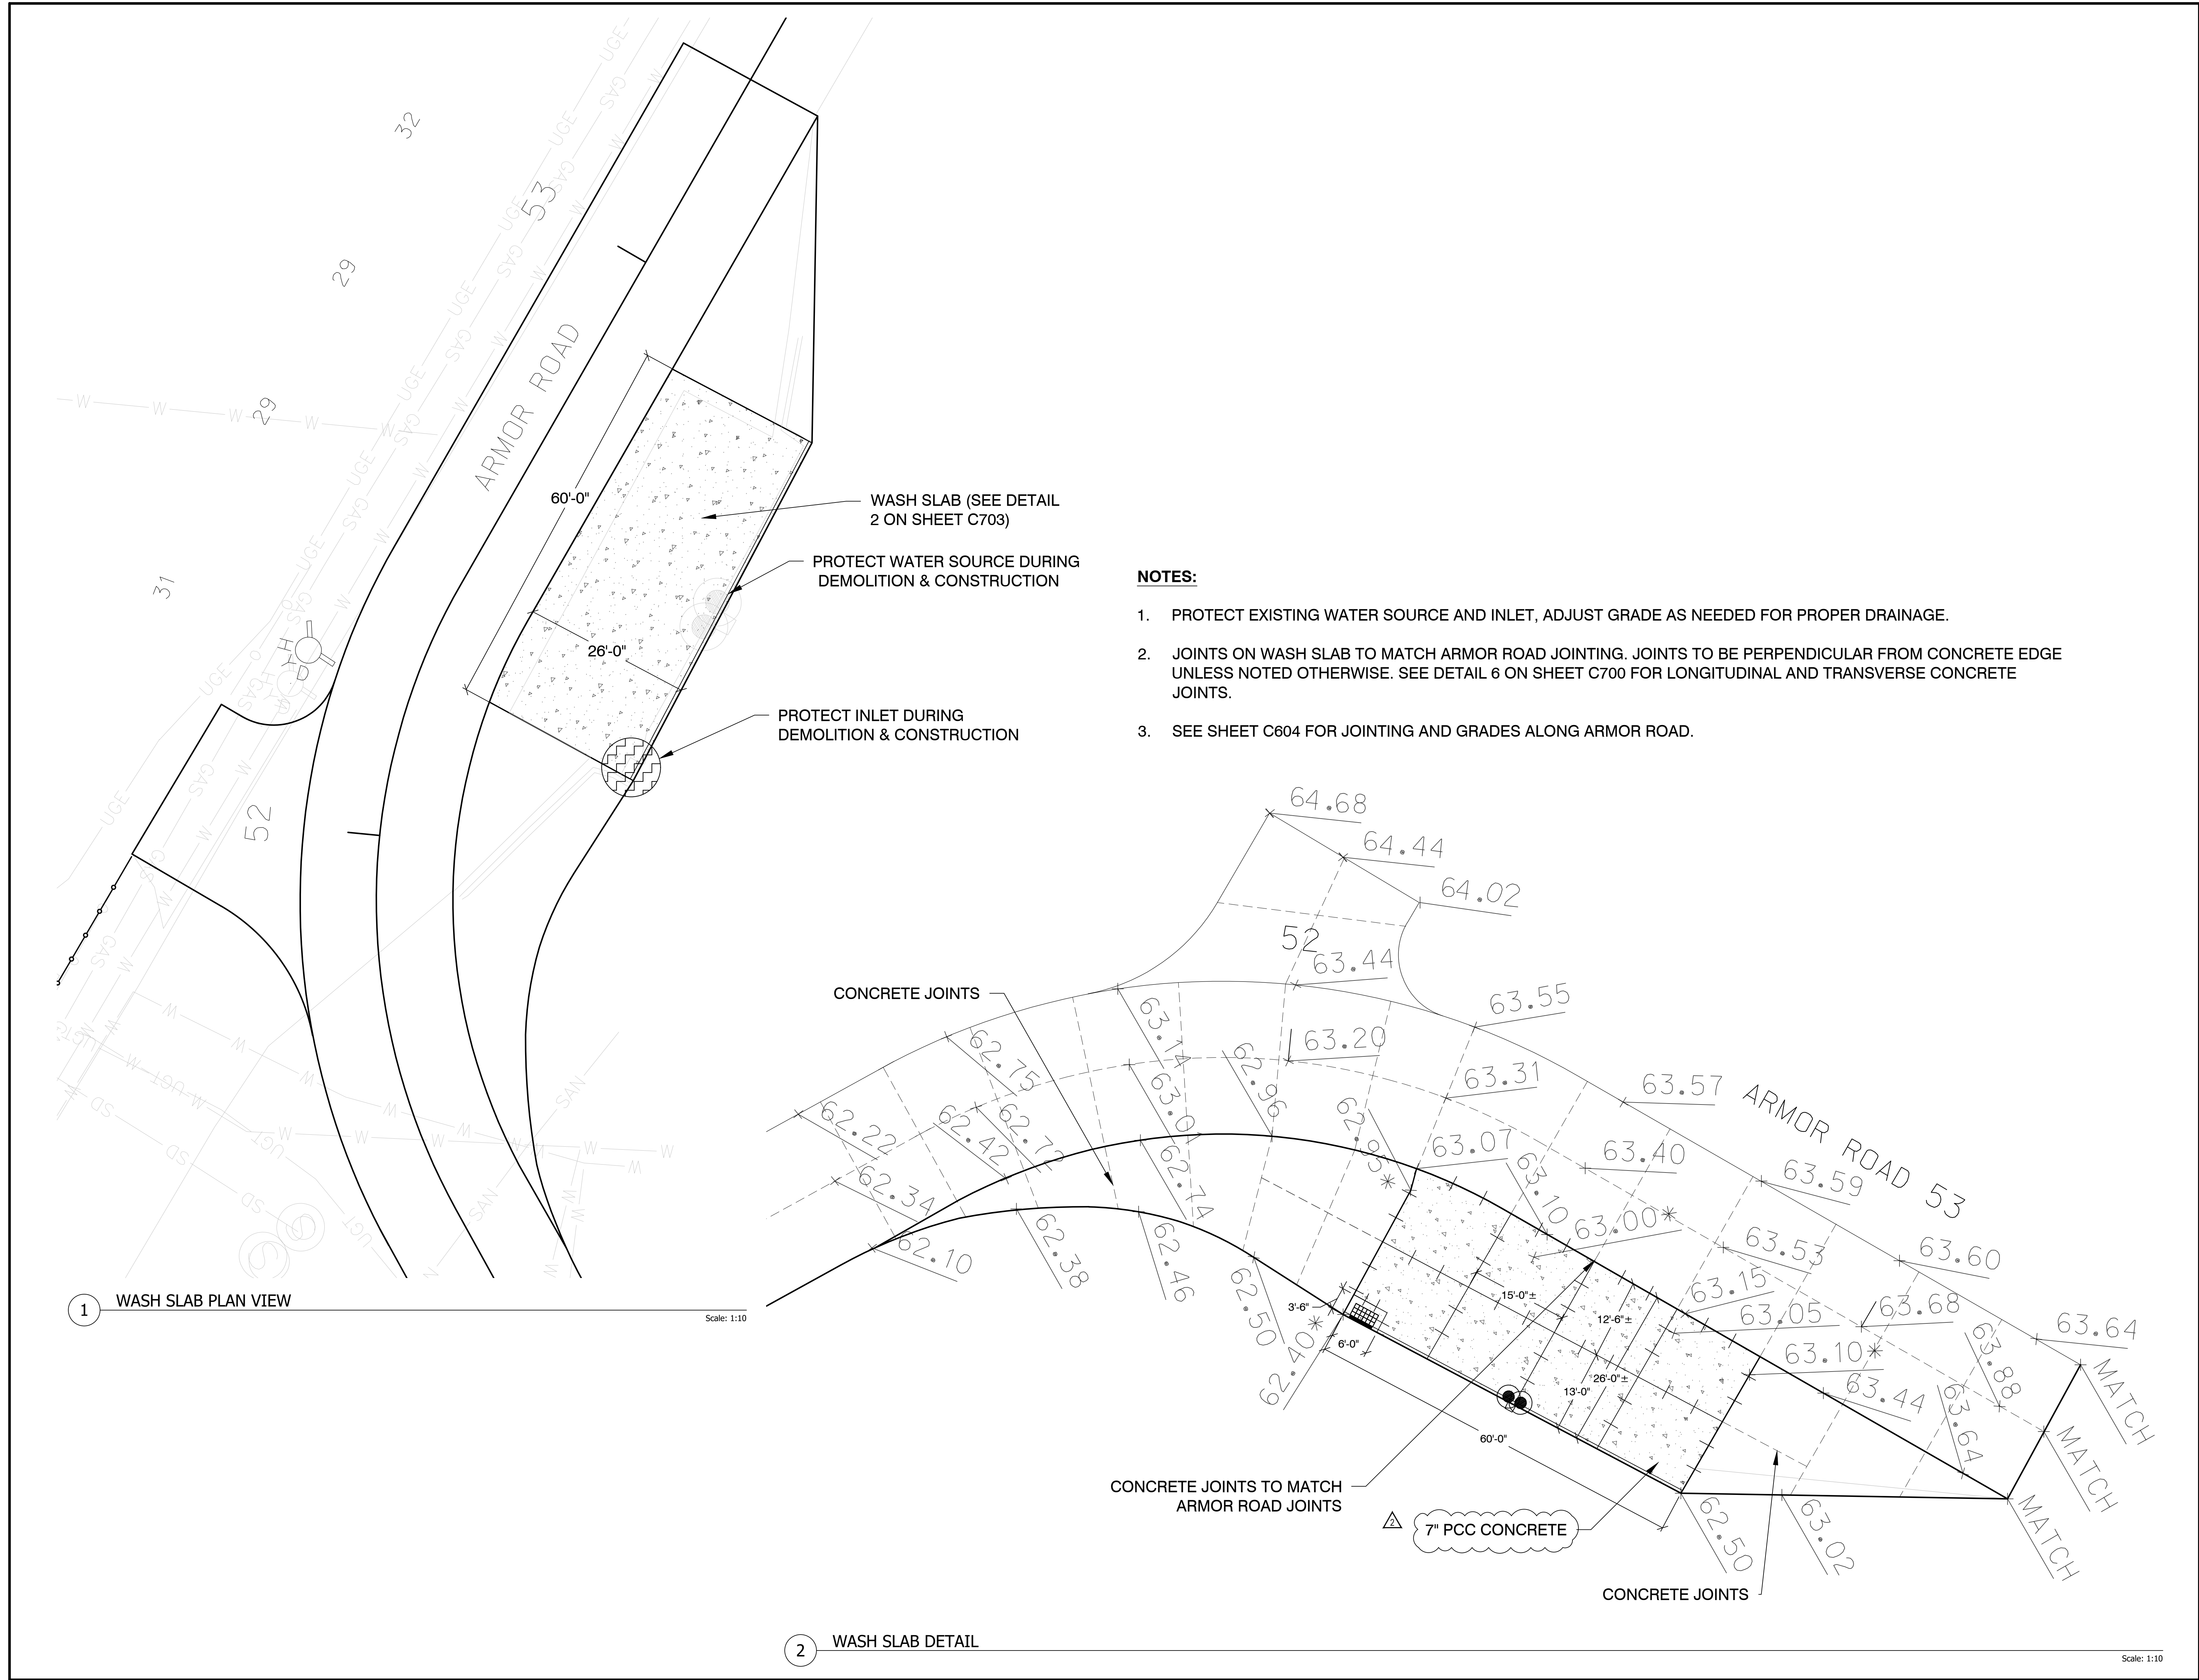 32
53
29
29
31
52
UGE
GAS
W
HYD
ARMOR ROAD
60'-0"
26'-0"
WASH SLAB (SEE DETAIL
2 ON SHEET C703)
PROTECT WATER SOURCE DURING
DEMOLITION & CONSTRUCTION
PROTECT INLET DURING
DEMOLITION & CONSTRUCTION
SAN
SD
UGT
S
S
1
WASH SLAB PLAN VIEW
Scale: 1:10
NOTES:
1. PROTECT EXISTING WATER SOURCE AND INLET, ADJUST GRADE AS NEEDED FOR PROPER DRAINAGE.
2. JOINTS ON WASH SLAB TO MATCH ARMOR ROAD JOINTING. JOINTS TO BE PERPENDICULAR FROM CONCRETE EDGE
UNLESS NOTED OTHERWISE. SEE DETAIL 6 ON SHEET C700 FOR LONGITUDINAL AND TRANSVERSE CONCRETE
JOINTS.
3. SEE SHEET C604 FOR JOINTING AND GRADES ALONG ARMOR ROAD.
64.68
64.44
64.02
52
63.44
CONCRETE JOINTS
63.55
62.75
63.14
63.20
62.96
63.31
63.57
ARMOR ROAD 53
62.22
62.42
62.73
63.01
62.95*
63.07
63.40
63.59
62.34
62.74
63.10
63.00*
63.53
63.60
62.10
62.38
62.46
62.50
63.15
63.05
63.68
63.64
3'-6"
6'-0"
62.40*
15'-0"±
12'-6"±
13'-0"
26'-0"±
60'-0"
63.10*
63.44
63.88
63.64
MATCH
MATCH
MATCH
CONCRETE JOINTS TO MATCH
ARMOR ROAD JOINTS
2
7" PCC CONCRETE
62.50
63.02
CONCRETE JOINTS
2
WASH SLAB DETAIL
Scale: 1:10